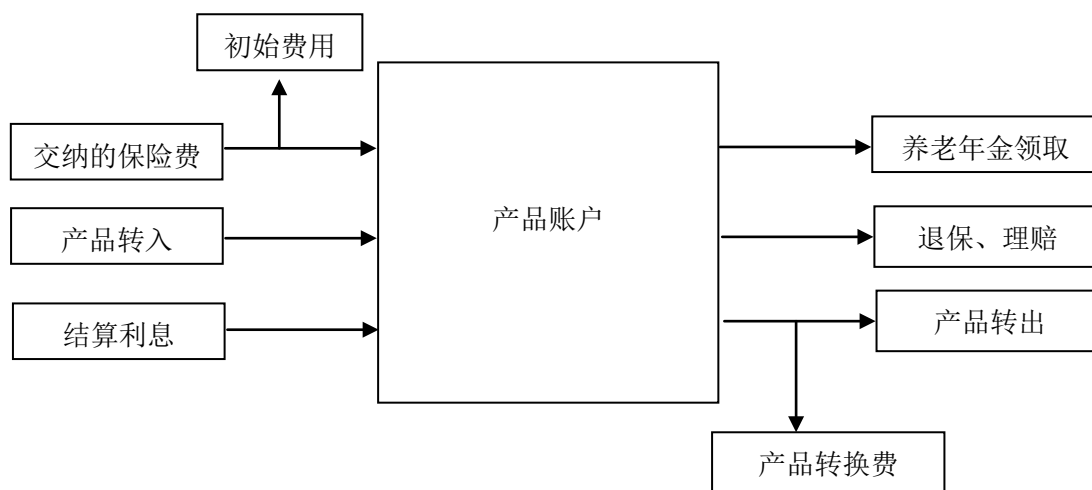 初始费用
交纳的保险费
产品转入
结算利息
产品账户
养老年金领取
退保、理赔
产品转出
产品转换费